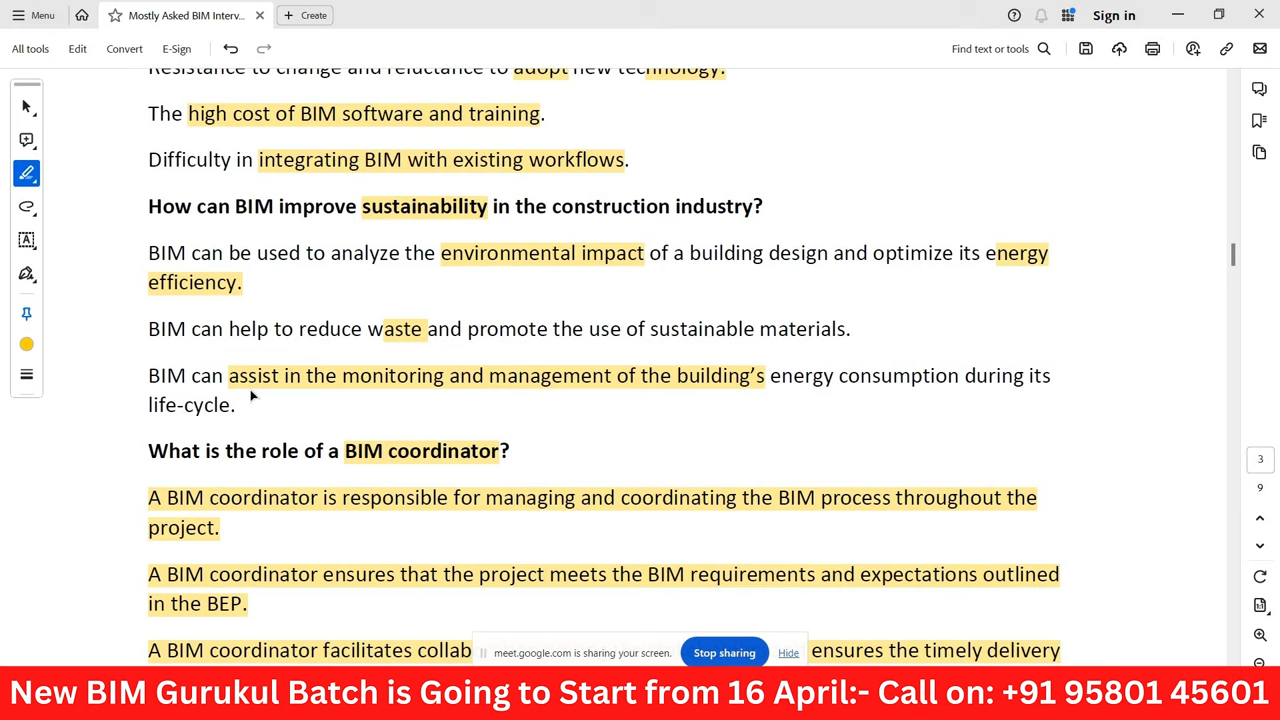 Menu
Mostly Asked BIM Interv...
Create
Sign in
All tools
Edit
Convert
E-Sign
Find text or tools
Resistance to change and reluctance to adopt new technology.
The high cost of BIM software and training.
Difficulty in integrating BIM with existing workflows.
How can BIM improve sustainability in the construction industry?
BIM can be used to analyze the environmental impact of a building design and optimize its energy
efficiency.
BIM can help to reduce waste and promote the use of sustainable materials.
BIM can assist in the monitoring and management of the building’s energy consumption during its
life-cycle.
What is the role of a BIM coordinator?
A BIM coordinator is responsible for managing and coordinating the BIM process throughout the
project.
A BIM coordinator ensures that the project meets the BIM requirements and expectations outlined
in the BEP.
A BIM coordinator facilitates collab
ensures the timely delivery
meet.google.com is sharing your screen.
Stop sharing
Hide
3
9
New BIM Gurukul Batch is Going to Start from 16 April:- Call on: +91 95801 45601